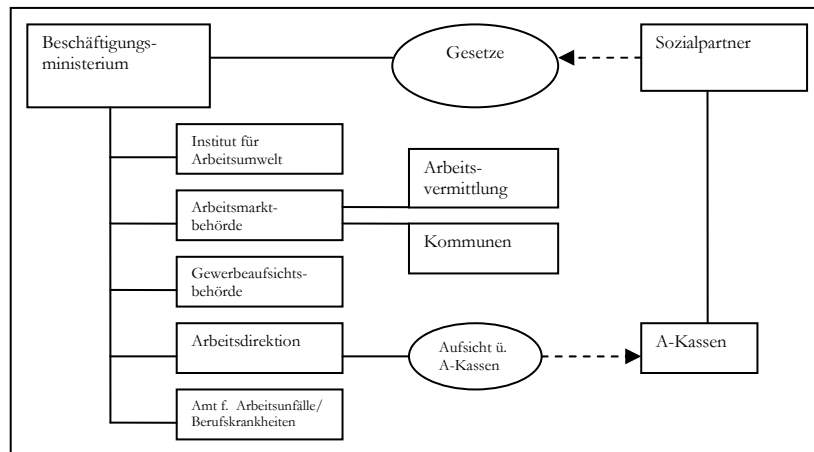 Beschäftigungs-
ministerium
Gesetze
Sozialpartner
Institut für
Arbeitsumwelt
Arbeits-
vermittlung
Arbeitsmarkt-
behörde
Kommunen
Gewerbeaufsichts-
behörde
Arbeitsdirektion
Aufsicht ü.
A-Kassen
A-Kassen
Amt f. Arbeitsunfälle/
Berufskrankheiten